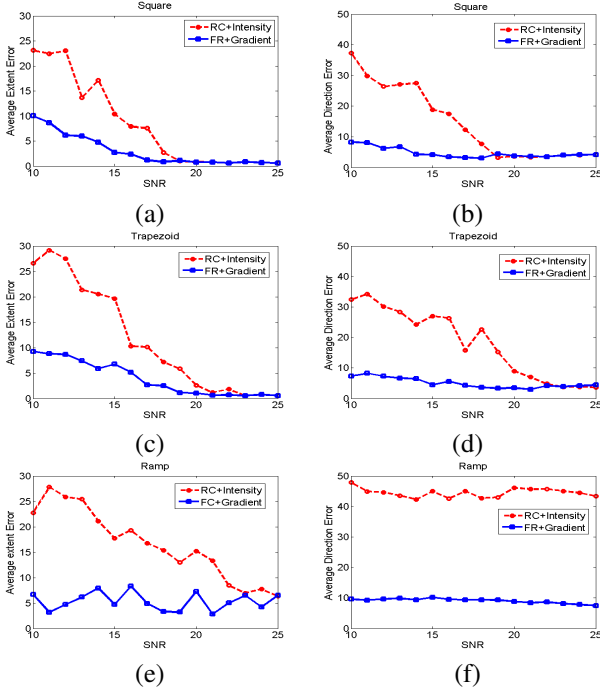 Square
Average Extent Error
30
25
20
15
10
5
0
RC+Intensity
FR+Gradient
10 15 20 25
SNR
(a)
Square
Average Direction Error
50
40
30
20
10
0
RC+Intensity
FR+Gradient
10 15 20 25
SNR
(b)
Trapezoid
Average Extent Error
30
25
20
15
10
5
0
RC+Intensity
FR+Gradient
10 15 20 25
SNR
(c)
Trapezoid
Average Direction Error
50
40
30
20
10
0
RC+Intensity
FR+Gradient
10 15 20 25
SNR
(d)
Ramp
Average extent Error
30
25
20
15
10
5
0
RC+Intensity
FC+Gradient
10 15 20 25
SNR
(e)
Ramp
Average Direction Error
50
40
30
20
10
0
RC+Intensity
FR+Gradient
10 15 20 25
SNR
(f)